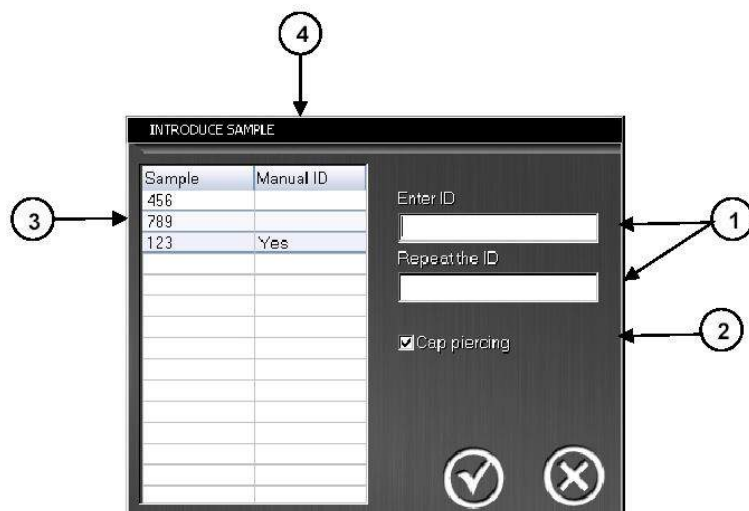 4
INTRODUCE SAMPLE
Sample Manual ID
456
789
123 Yes
Enter ID
Repeat the ID
Cap piercing
3
1
2